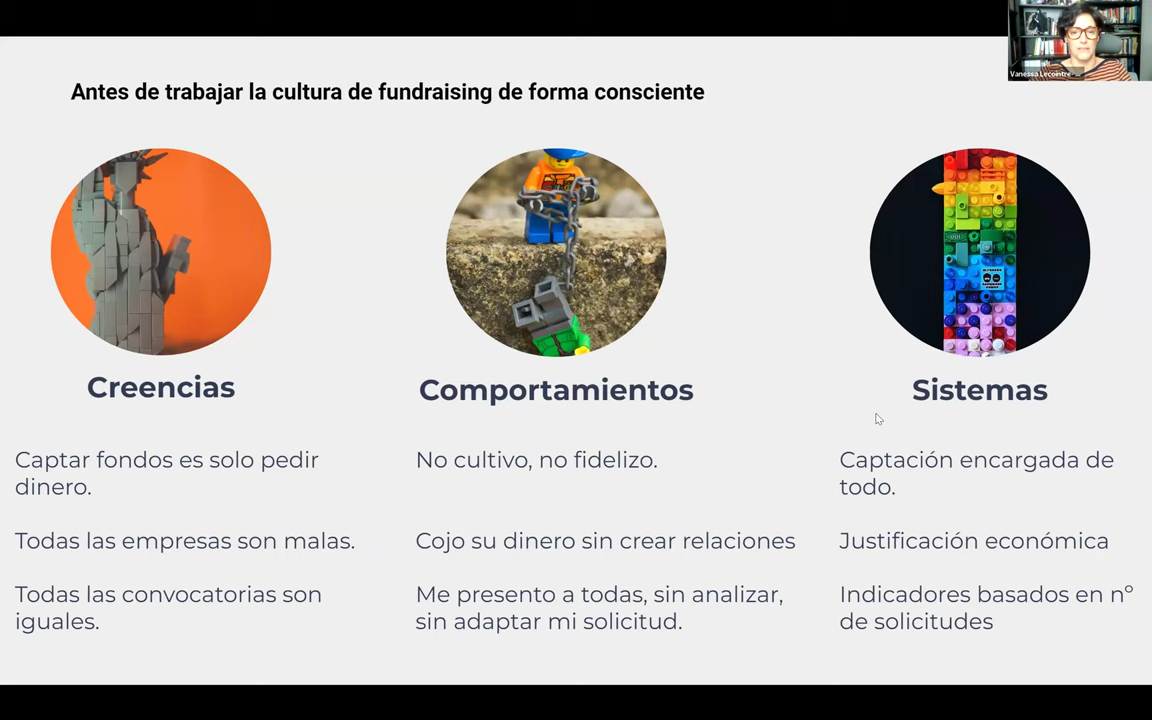 Vanessa Lecointre
Antes de trabajar la cultura de fundraising de forma consciente
Creencias
Captar fondos es solo pedir
dinero.
Todas las empresas son malas.
Todas las convocatorias son
iguales.
Comportamientos
No cultivo, no fidelizo.
Cojo su dinero sin crear relaciones
Me presento a todas, sin analizar,
sin adaptar mi solicitud.
Sistemas
Captación encargada de
todo.
Justificación económica
Indicadores basados en nº
de solicitudes